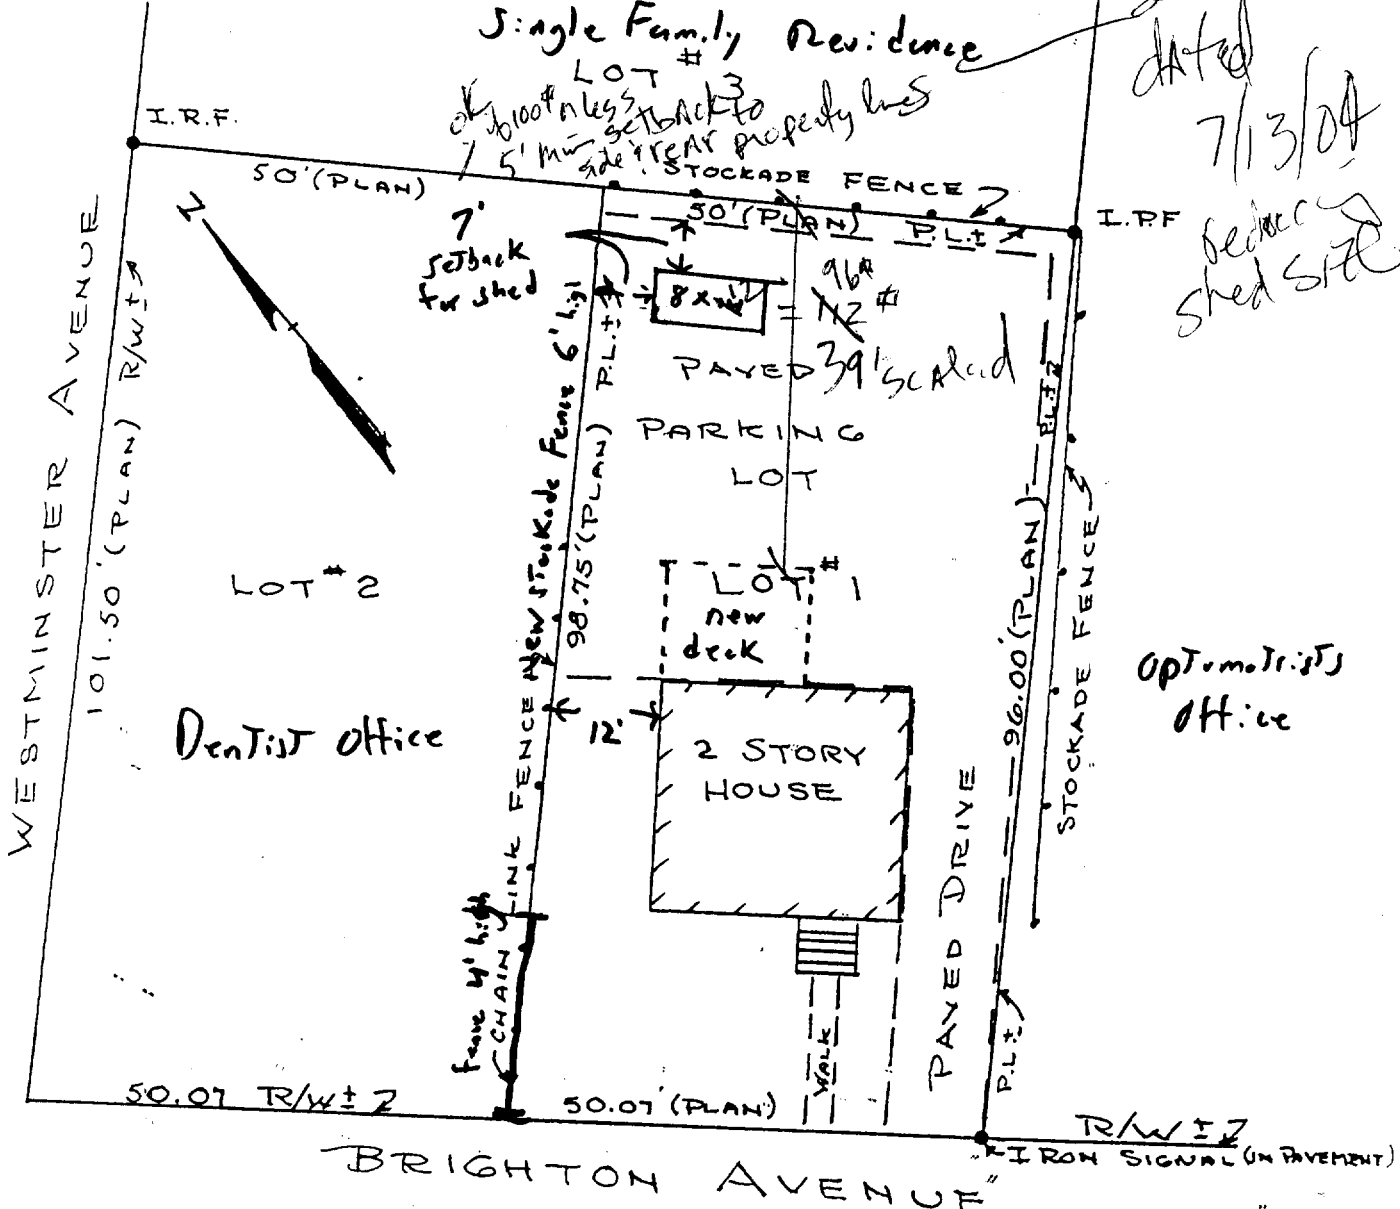 Single Family Residence
LOT # 3
dated
7/13/04
reducing
shed size
ok
100# n less
5' min setback to
side & rear property lines
I.R.F.
50' (PLAN)
STOCKADE FENCE
50' (PLAN)
P.L.±
I.P.F
7'
setback
for shed
8 x
=
96#
112#
39' scaled
PAVED
PARKING
LOT
WESTMINSTER AVENUE
101.50' (PLAN) R/W±
New Stockade Fence 6' high
98.75' (PLAN) P.L.±
P.L.±
96.00' (PLAN)
STOCKADE FENCE
LOT #2
LOT #1
new
deck
Optometrists
Office
Dentist Office
12'
2 STORY
HOUSE
PAVED DRIVE
fence 4' high
CHAIN LINK FENCE
WALK
P.L.±
50.07 R/W±
50.07' (PLAN)
R/W±
IRON SIGNAL (IN PAVEMENT)
BRIGHTON AVENUE